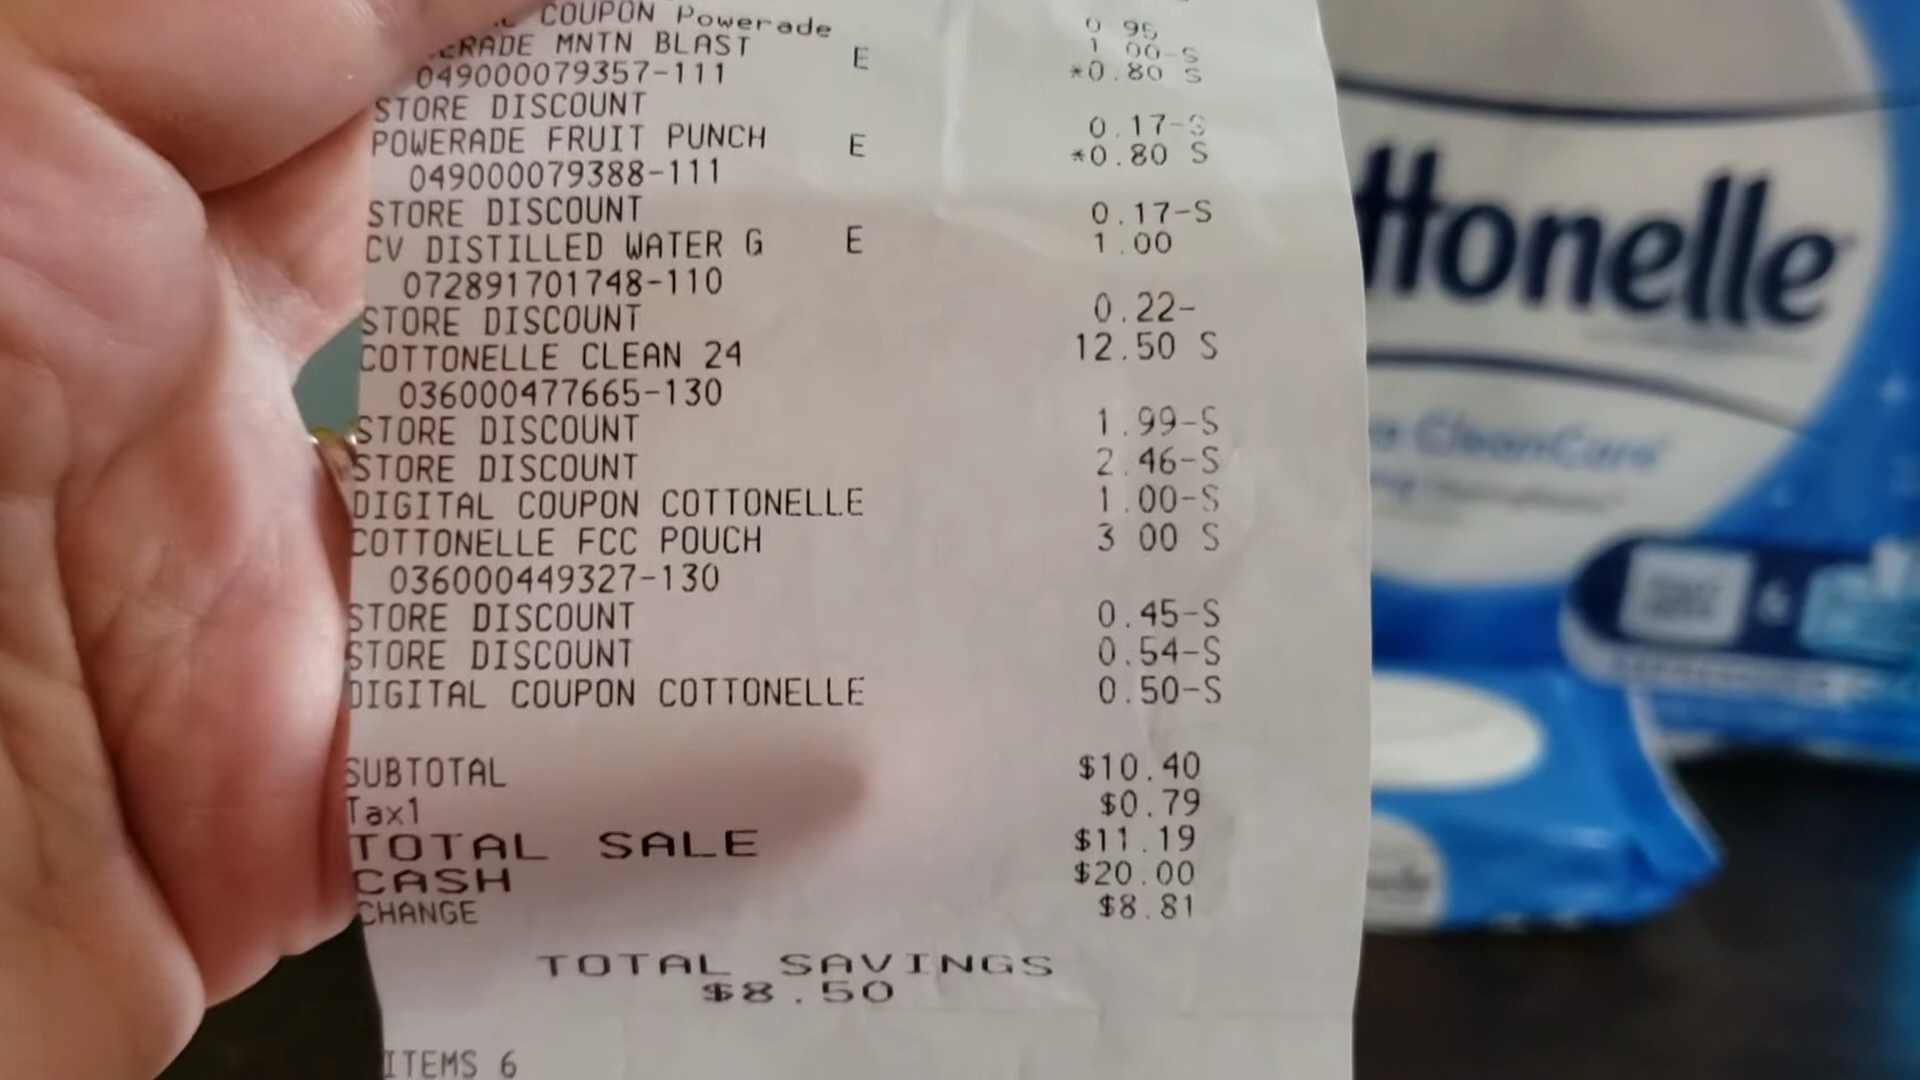 COUPON Powerade 0.95
ERADE MNTN BLAST E 1.00-S
049000079357-111 *0.80 S
STORE DISCOUNT 0.17-S
POWERADE FRUIT PUNCH E *0.80 S
049000079388-111
STORE DISCOUNT 0.17-S
CV DISTILLED WATER G E 1.00
072891701748-110
STORE DISCOUNT 0.22-
COTTONELLE CLEAN 24 12.50 S
036000477665-130
STORE DISCOUNT 1.99-S
STORE DISCOUNT 2.46-S
DIGITAL COUPON COTTONELLE 1.00-S
COTTONELLE FCC POUCH 3 00 S
036000449327-130
STORE DISCOUNT 0.45-S
STORE DISCOUNT 0.54-S
DIGITAL COUPON COTTONELLE 0.50-S
SUBTOTAL $10.40
Tax1 $0.79
TOTAL SALE $11.19
CASH $20.00
CHANGE $8.81
TOTAL SAVINGS
$8.50
ITEMS 6
ttonelle
CleanCare